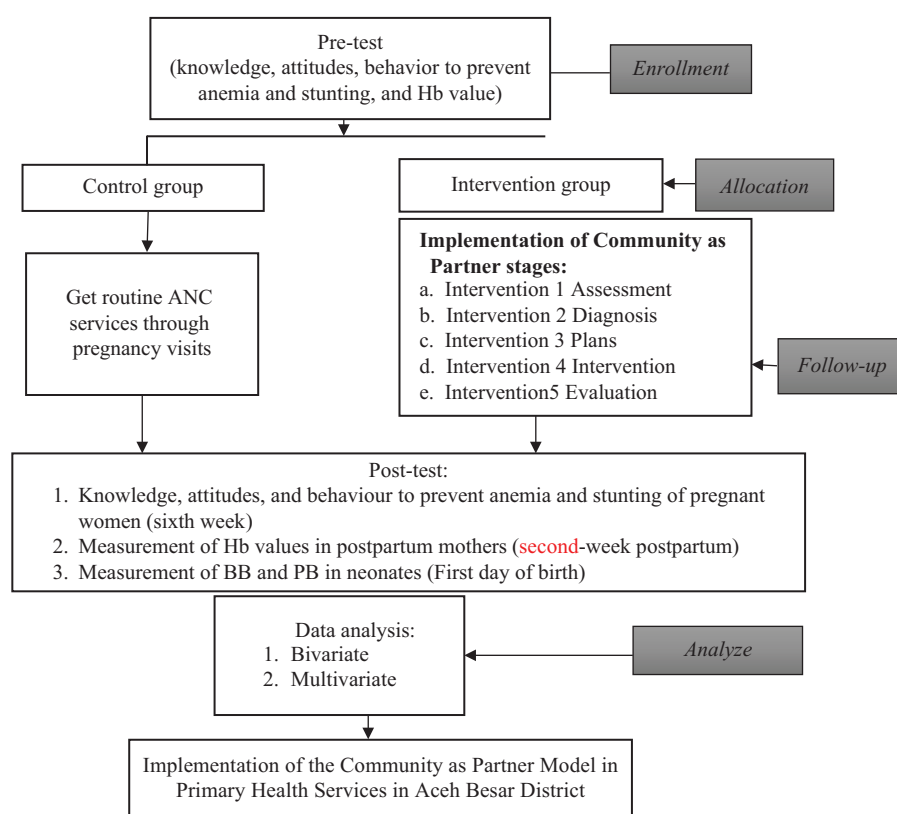 Pre-test
(knowledge, attitudes, behavior to prevent
anemia and stunting, and Hb value)
Enrollment
Control group
Intervention group
Allocation
Get routine ANC
services through
pregnancy visits
Implementation of Community as
Partner stages:
a. Intervention 1 Assessment
b. Intervention 2 Diagnosis
c. Intervention 3 Plans
d. Intervention 4 Intervention
e. Intervention5 Evaluation
Follow-up
Post-test:
1. Knowledge, attitudes, and behaviour to prevent anemia and stunting of pregnant
women (sixth week)
2. Measurement of Hb values in postpartum mothers (second-week postpartum)
3. Measurement of BB and PB in neonates (First day of birth)
Data analysis:
1. Bivariate
2. Multivariate
Analyze
Implementation of the Community as Partner Model in
Primary Health Services in Aceh Besar District